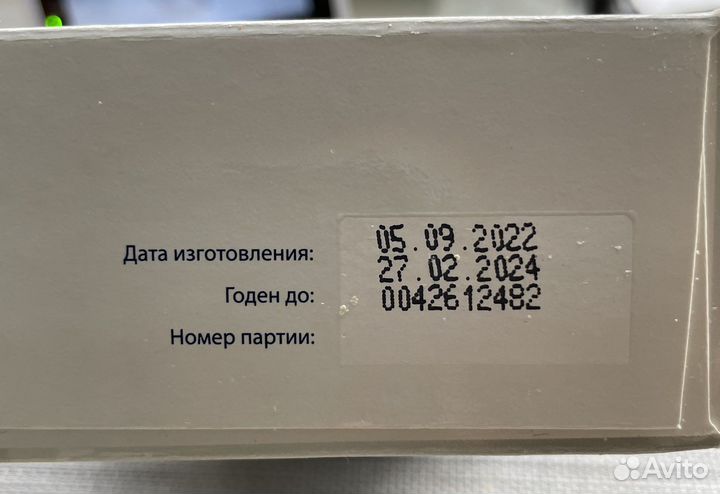 Дата изготовления: 05.09.2022
Годен до: 27.02.2024
Номер партии: 0042612482
Avito